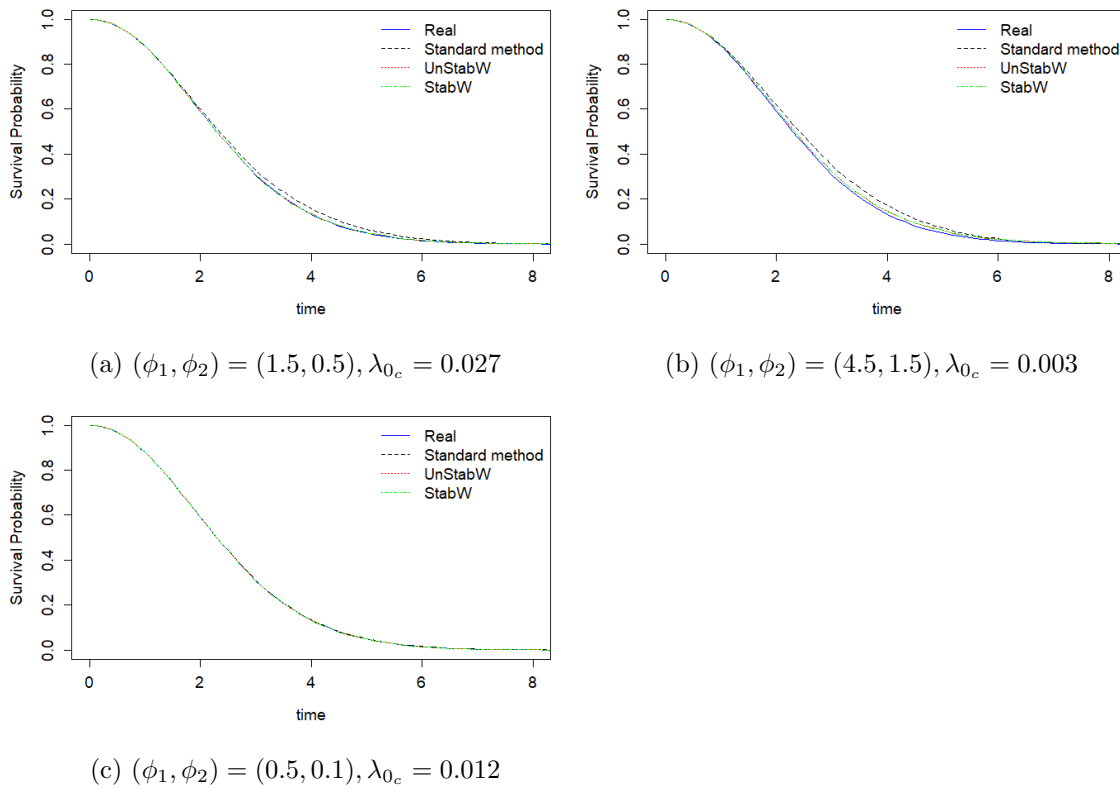 Survival Probability
1.0
0.8
0.6
0.4
0.2
0.0
Real
Standard method
UnStabW
StabW
0 2 4 6 8
time
(a) (ϕ₁, ϕ₂) = (1.5, 0.5), λ₀_c = 0.027
Survival Probability
1.0
0.8
0.6
0.4
0.2
0.0
Real
Standard method
UnStabW
StabW
0 2 4 6 8
time
(b) (ϕ₁, ϕ₂) = (4.5, 1.5), λ₀_c = 0.003
Survival Probability
1.0
0.8
0.6
0.4
0.2
0.0
Real
Standard method
UnStabW
StabW
0 2 4 6 8
time
(c) (ϕ₁, ϕ₂) = (0.5, 0.1), λ₀_c = 0.012